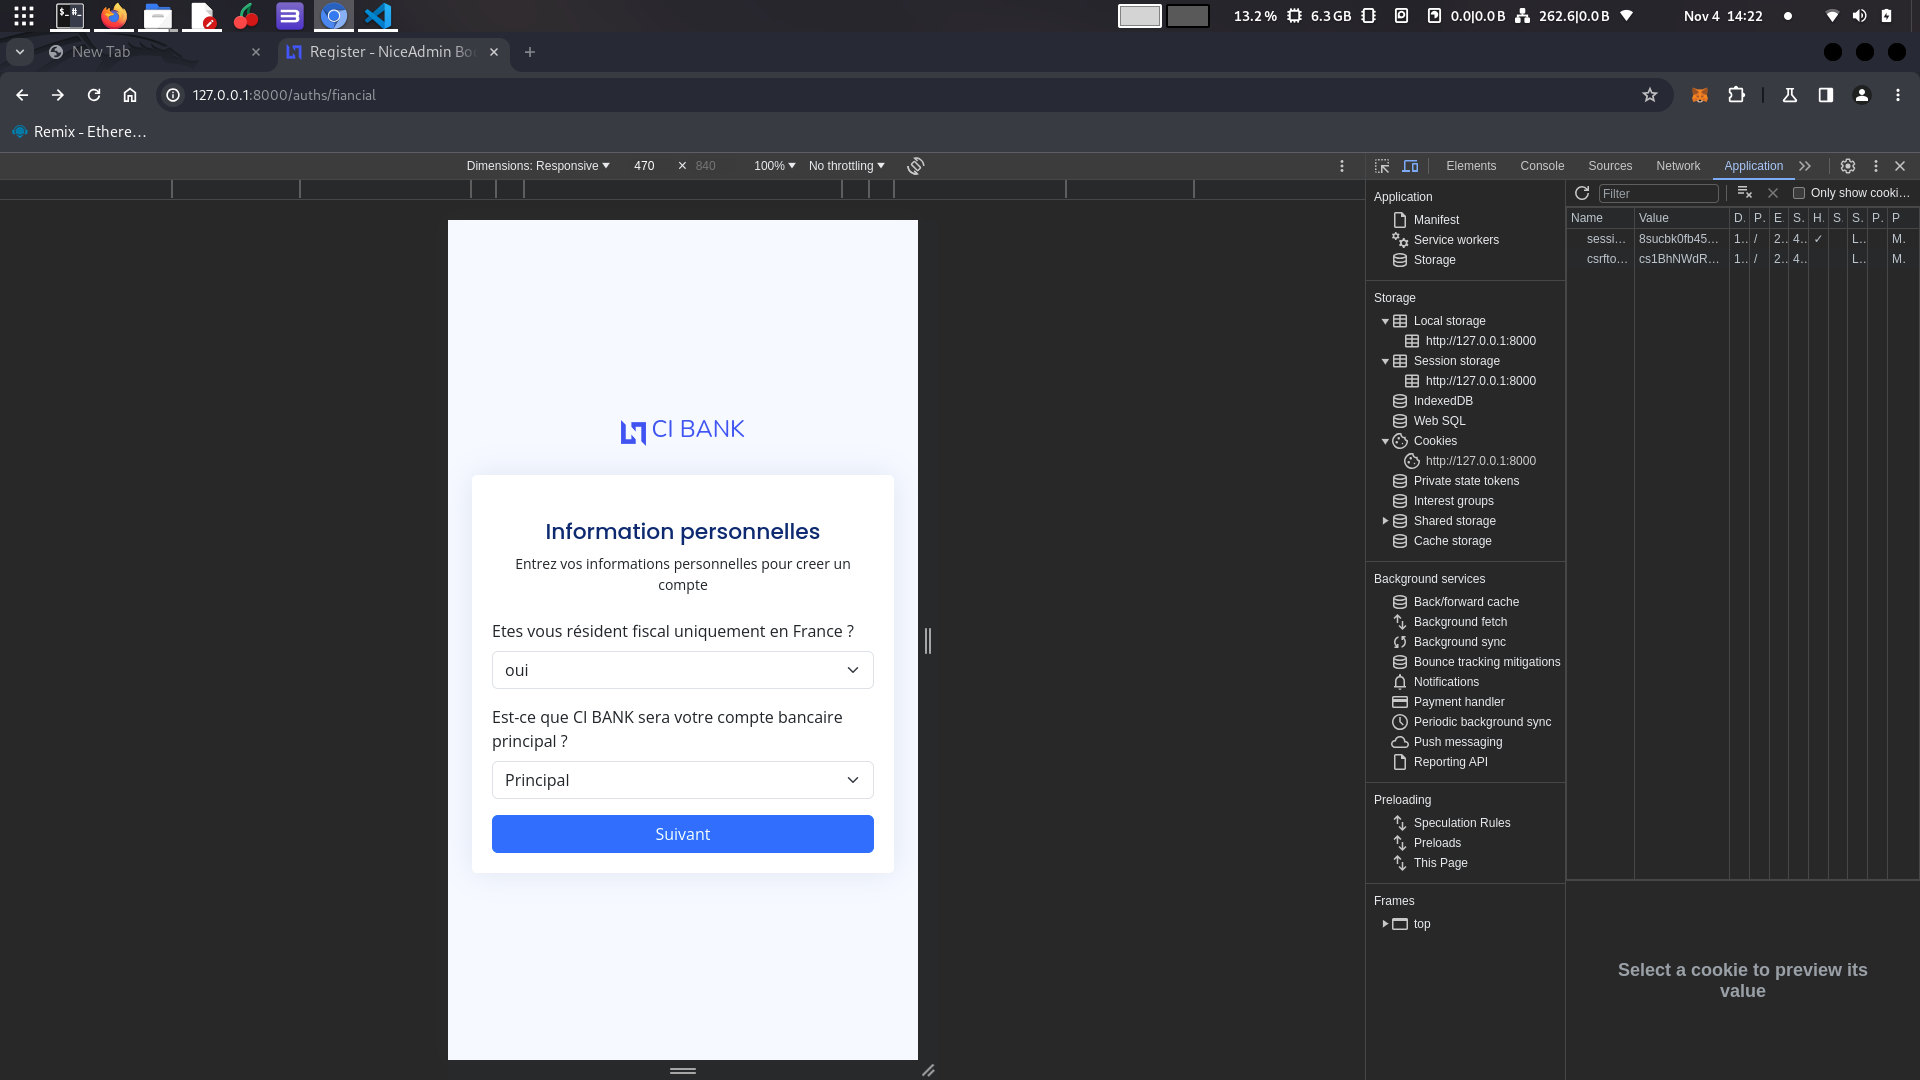 13.2 % 6.3 GB 0.0|0.0 B 262.6|0.0 B Nov 4 14:22
New Tab
Register - NiceAdmin Boo
127.0.0.1:8000/auths/fiancial
Remix - Ethere...
Dimensions: Responsive 470 × 840 100% No throttling
Elements Console Sources Network Application
Application
Manifest
Service workers
Storage
Storage
Local storage
http://127.0.0.1:8000
Session storage
http://127.0.0.1:8000
IndexedDB
Web SQL
Cookies
http://127.0.0.1:8000
Private state tokens
Interest groups
Shared storage
Cache storage
Background services
Back/forward cache
Background fetch
Background sync
Bounce tracking mitigations
Notifications
Payment handler
Periodic background sync
Push messaging
Reporting API
Preloading
Speculation Rules
Preloads
This Page
Frames
top
Filter Only show cooki...
Name Value D. P. E. S. H. S. S. P. P
sessi... 8sucbk0fb45... 1.. / 2.. 4.. ✓ L.. M.
csrfto... cs1BhNWdR... 1.. / 2.. 4.. L.. M.
Select a cookie to preview its
value
CI BANK
Information personnelles
Entrez vos informations personnelles pour creer un
compte
Etes vous résident fiscal uniquement en France ?
oui
Est-ce que CI BANK sera votre compte bancaire
principal ?
Principal
Suivant